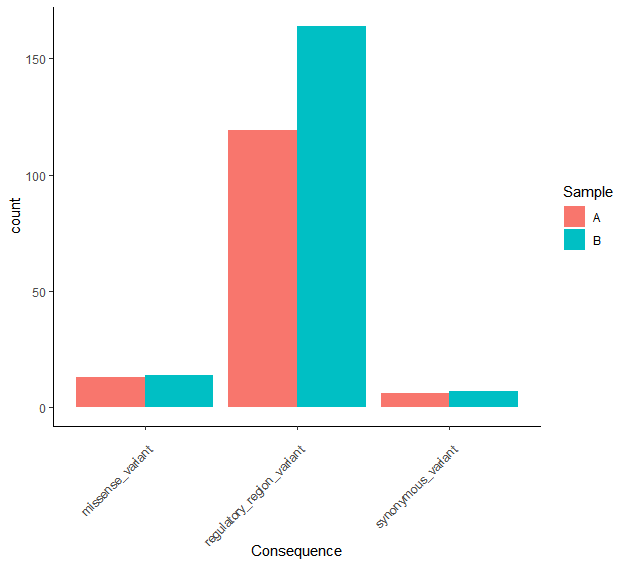 150
100
50
0
count
missense_variant
regulatory_region_variant
synonymous_variant
Consequence
Sample
A
B